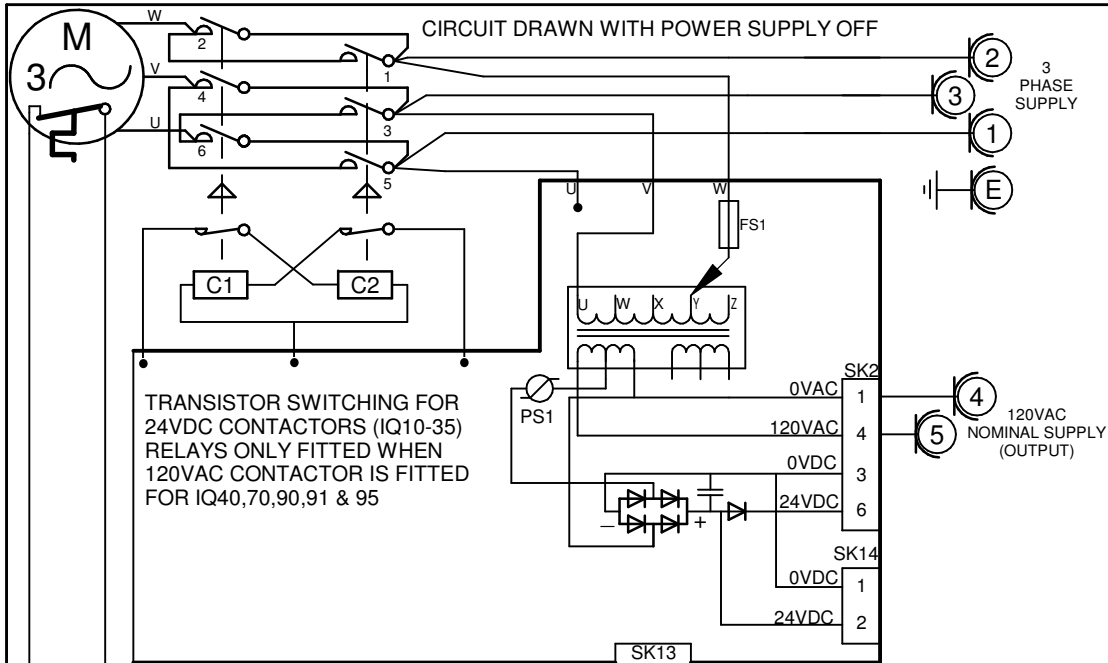 CIRCUIT DRAWN WITH POWER SUPPLY OFF
M
3
W
V
U
2
4
6
1
3
5
2
3
1
E
3
PHASE
SUPPLY
U
V
W
FS1
C1
C2
U
W
X
Y
Z
TRANSISTOR SWITCHING FOR
24VDC CONTACTORS (IQ10-35)
RELAYS ONLY FITTED WHEN
120VAC CONTACTOR IS FITTED
FOR IQ40,70,90,91 & 95
PS1
SK2
0VAC 1
120VAC 4
0VDC 3
24VDC 6
4
5
120VAC
NOMINAL SUPPLY
(OUTPUT)
− +
SK14
0VDC 1
24VDC 2
SK13